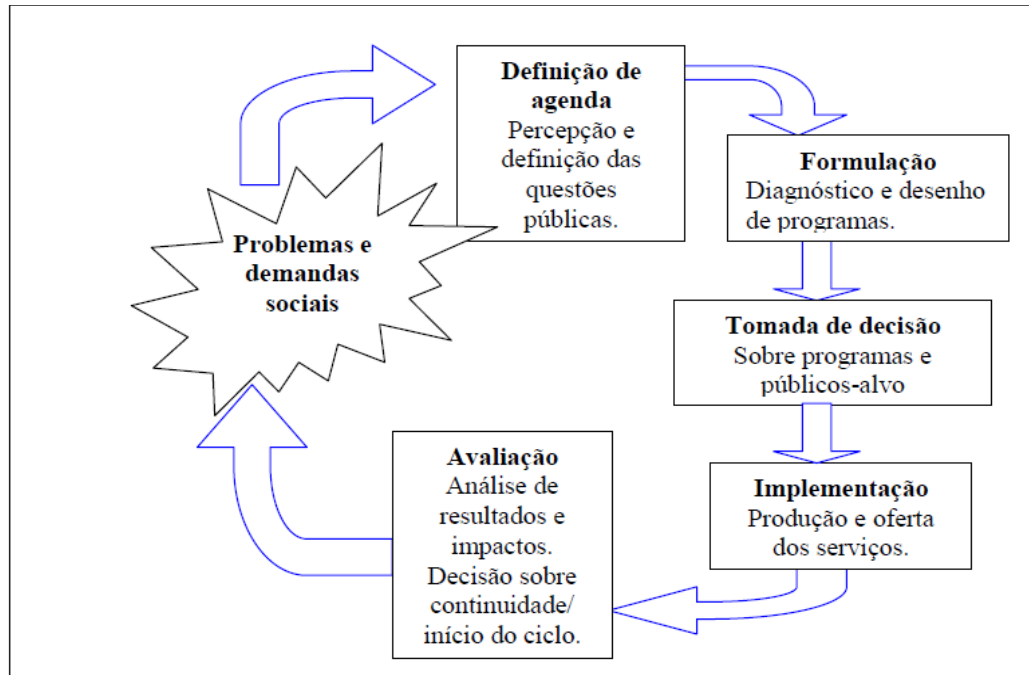 Definição de
agenda
Percepção e
definição das
questões
públicas.
Formulação
Diagnóstico e desenho
de programas.
Problemas e
demandas
sociais
Tomada de decisão
Sobre programas e
públicos-alvo
Avaliação
Análise de
resultados e
impactos.
Decisão sobre
continuidade/
início do ciclo.
Implementação
Produção e oferta
dos serviços.